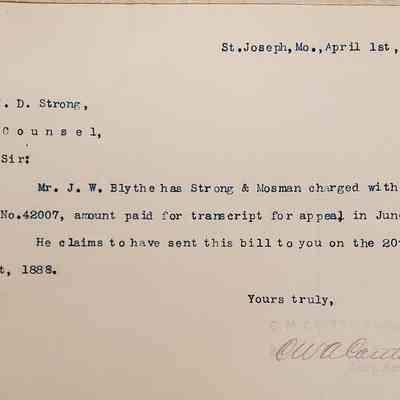 St.Joseph,Mo.,April 1st,
. D. Strong,
Counsel,
Sir:
Mr. J. W. Blythe has Strong & Mosman charged with
No.42007, amount paid for transcript for appeal in Jun
He claims to have sent this bill to you on the 20
t, 1888.
Yours truly,